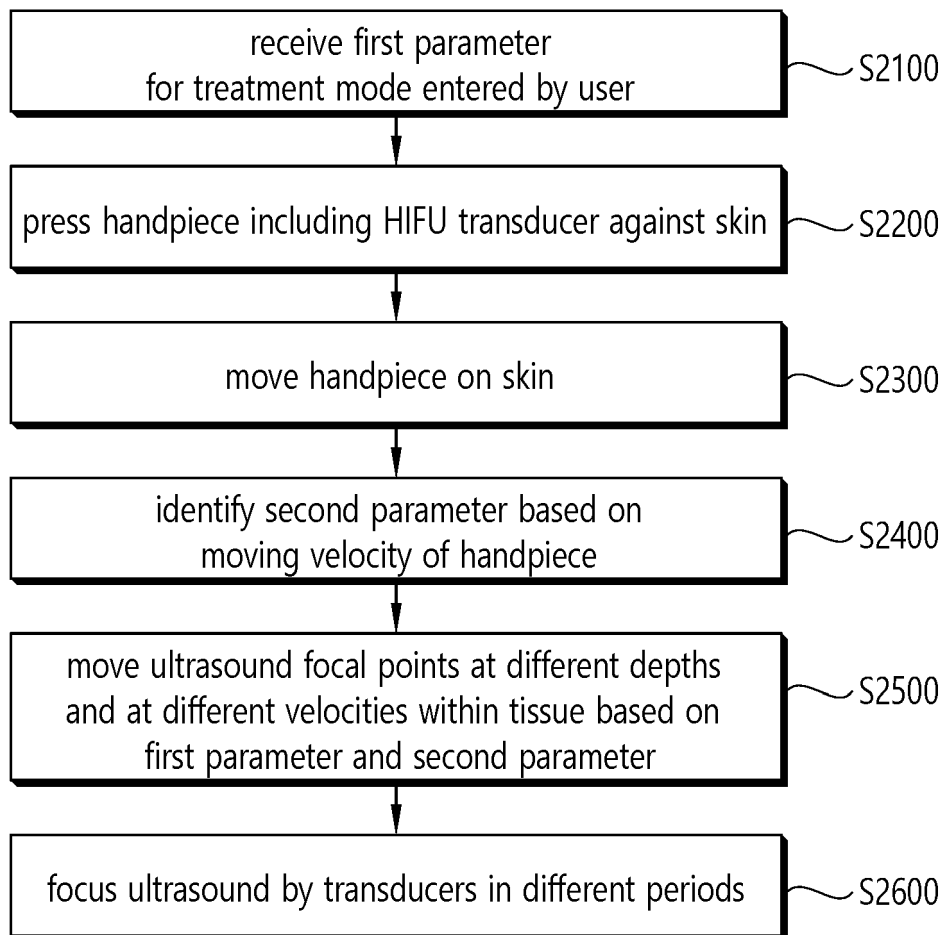 receive first parameter
for treatment mode entered by user
S2100
press handpiece including HIFU transducer against skin
S2200
move handpiece on skin
S2300
identify second parameter based on
moving velocity of handpiece
S2400
move ultrasound focal points at different depths
and at different velocities within tissue based on
first parameter and second parameter
S2500
focus ultrasound by transducers in different periods
S2600